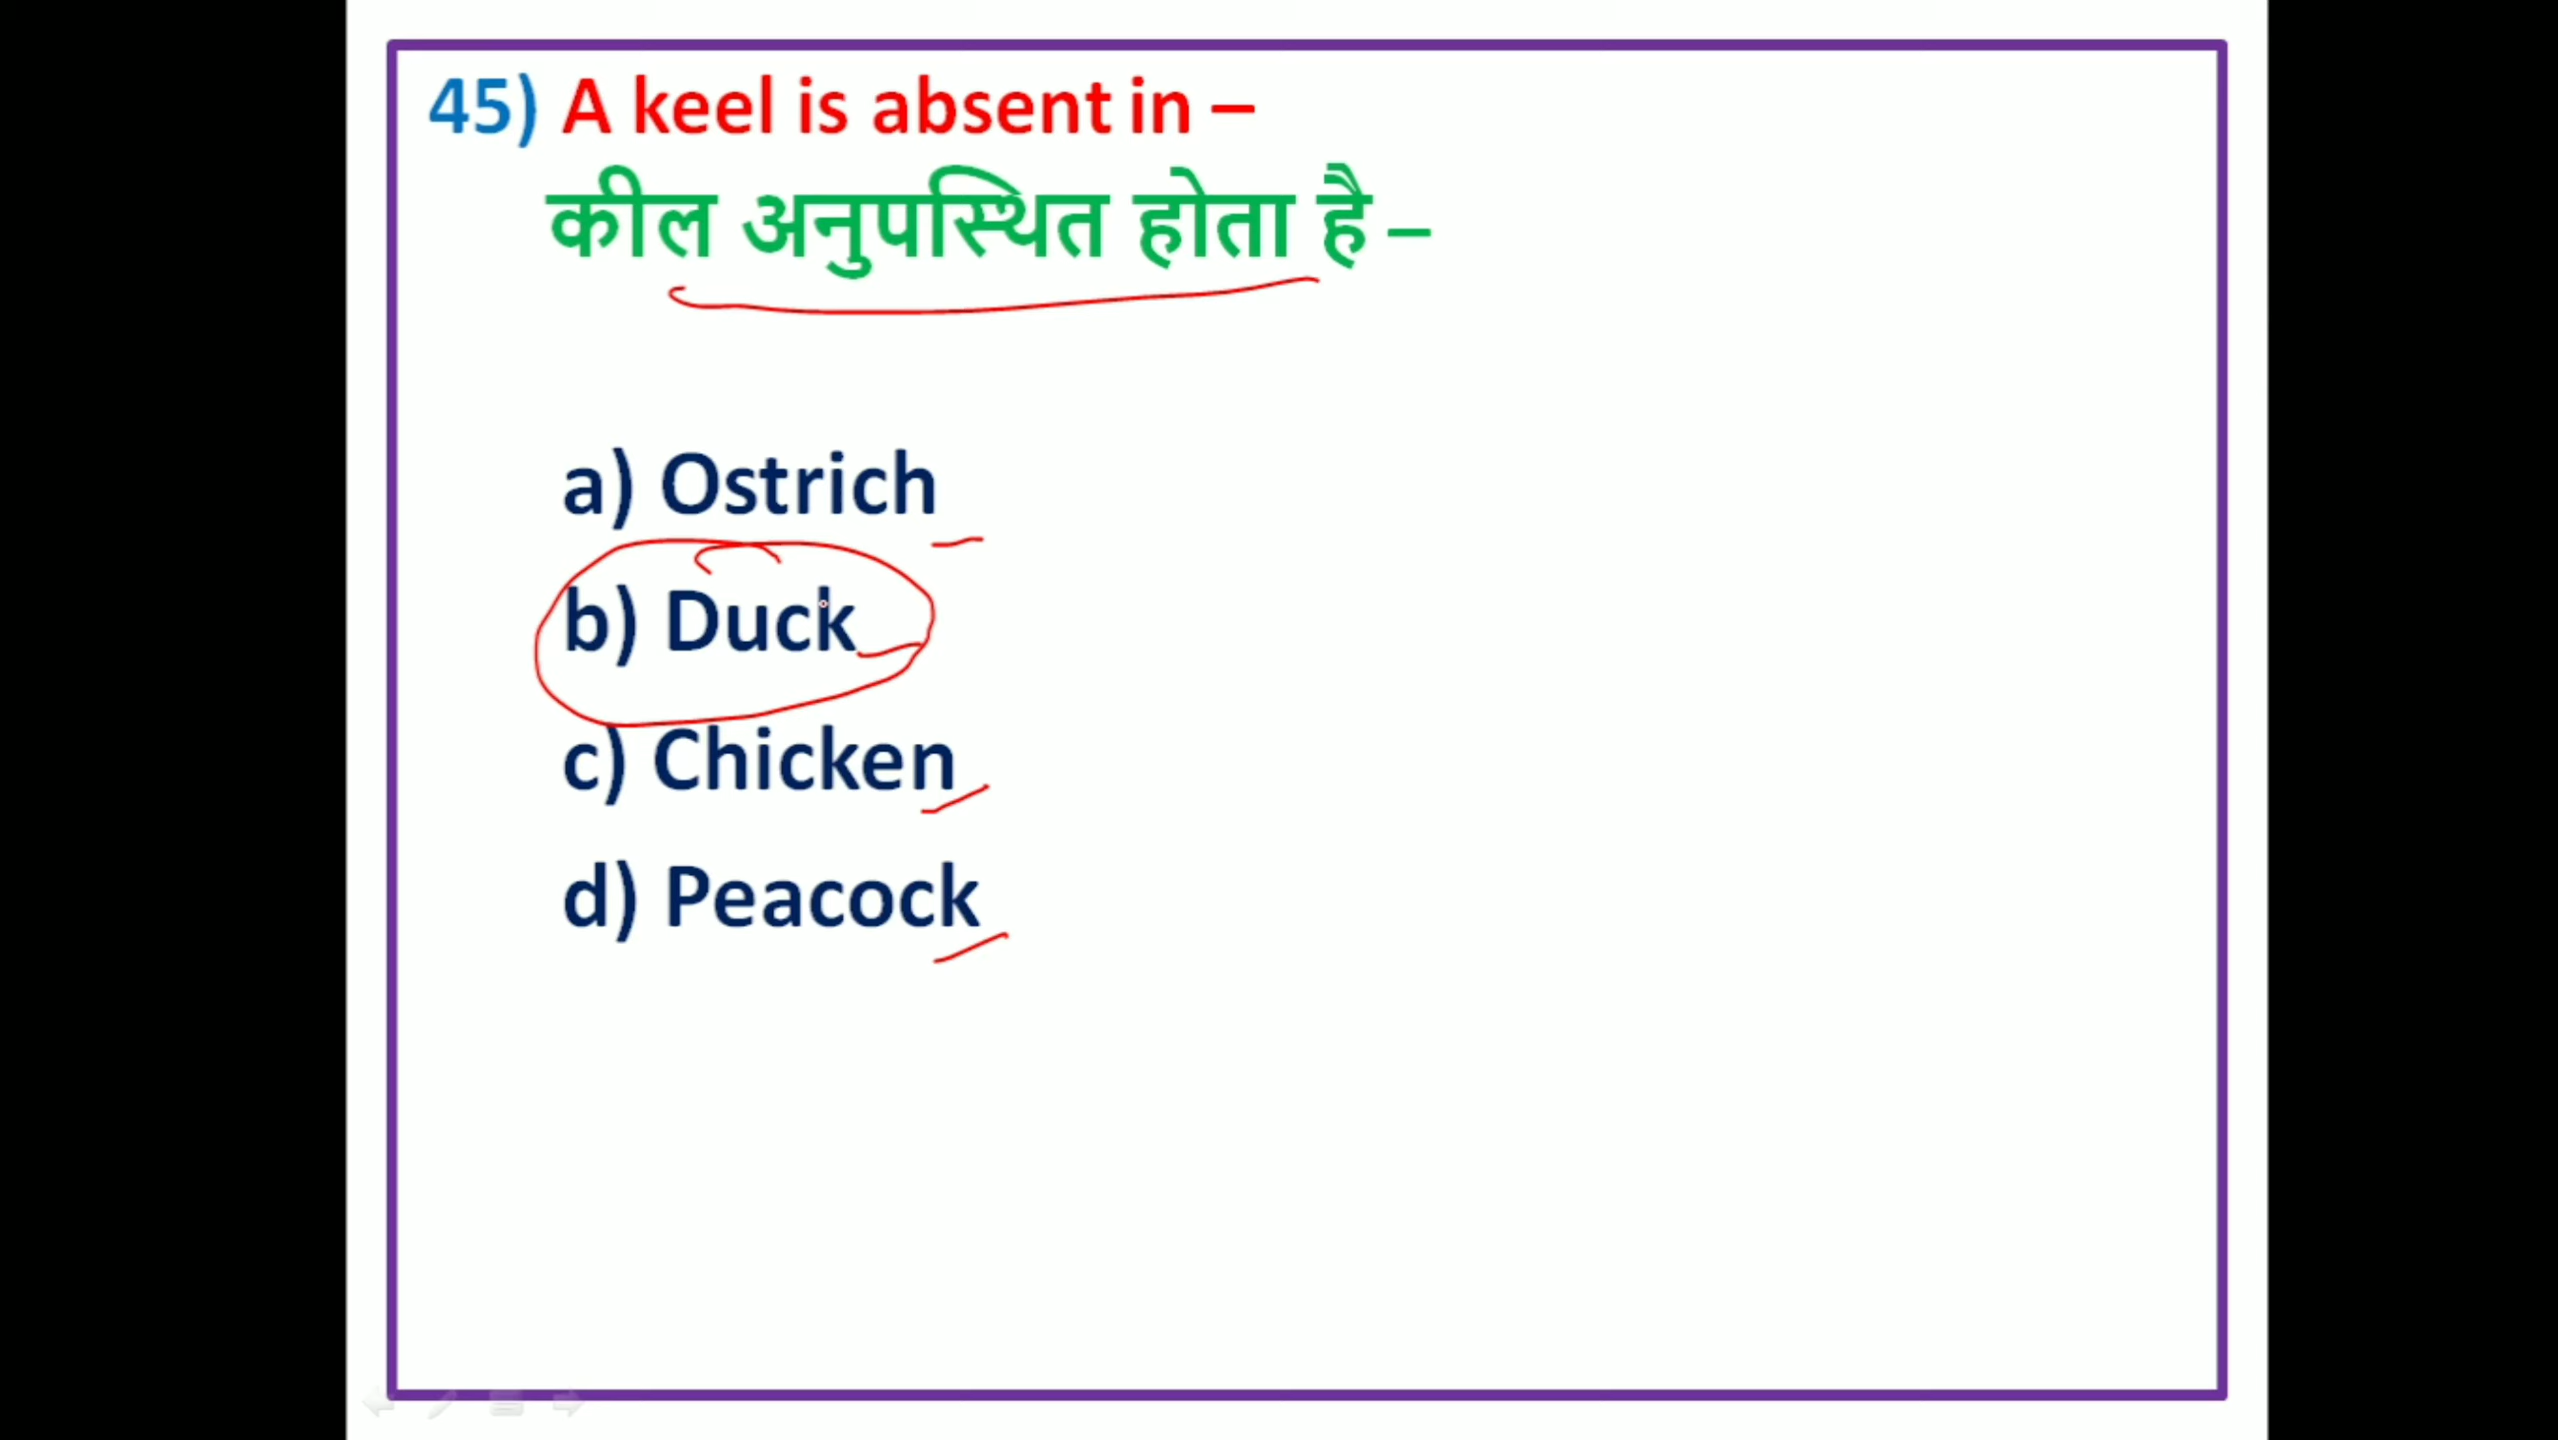 45) A keel is absent in –
कील अनुपस्थित होता है –
a) Ostrich
b) Duck
c) Chicken
d) Peacock